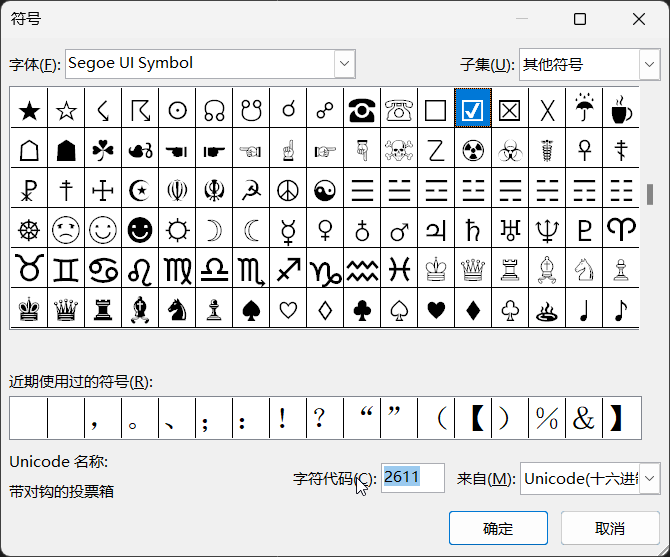 符号
字体(F): Segoe UI Symbol 子集(U): 其他符号
★ ☆ ☇ ☈ ☉ ☊ ☋ ☌ ☍ ☎ ☏ ☐ ☑ ☒ ☓ ☂ ☕
☖ ☗ ☘ ☙ ☚ ☛ ☜ ☝ ☞ ☟ ☠ ☡ ☢ ☣ ☤ ♀ ☨
☧ ☨ ☩ ☪ ☫ ☬ ☭ ☮ ☯ ☰ ☱ ☲ ☳ ☴ ☵ ☶ ☷
☸ ☹ ☺ ☻ ☼ ☽ ☾ ☿ ♀ ♁ ♂ ♃ ♄ ♅ ♆ ♇ ♈
♉ ♊ ♋ ♌ ♍ ♎ ♏ ♐ ♑ ♒ ♓ ♔ ♕ ♖ ♗ ♘ ♙
♚ ♛ ♜ ♝ ♞ ♟ ♠ ♡ ♢ ♣ ♤ ♥ ♦ ♧ ♨ ♩ ♪
近期使用过的符号(R):
， 。 、 ； ： ！ ？ “ ” （ 【 ） % & 】
Unicode 名称:
带对钩的投票箱
字符代码(C): 2611 来自(M): Unicode(十六进制
确定 取消